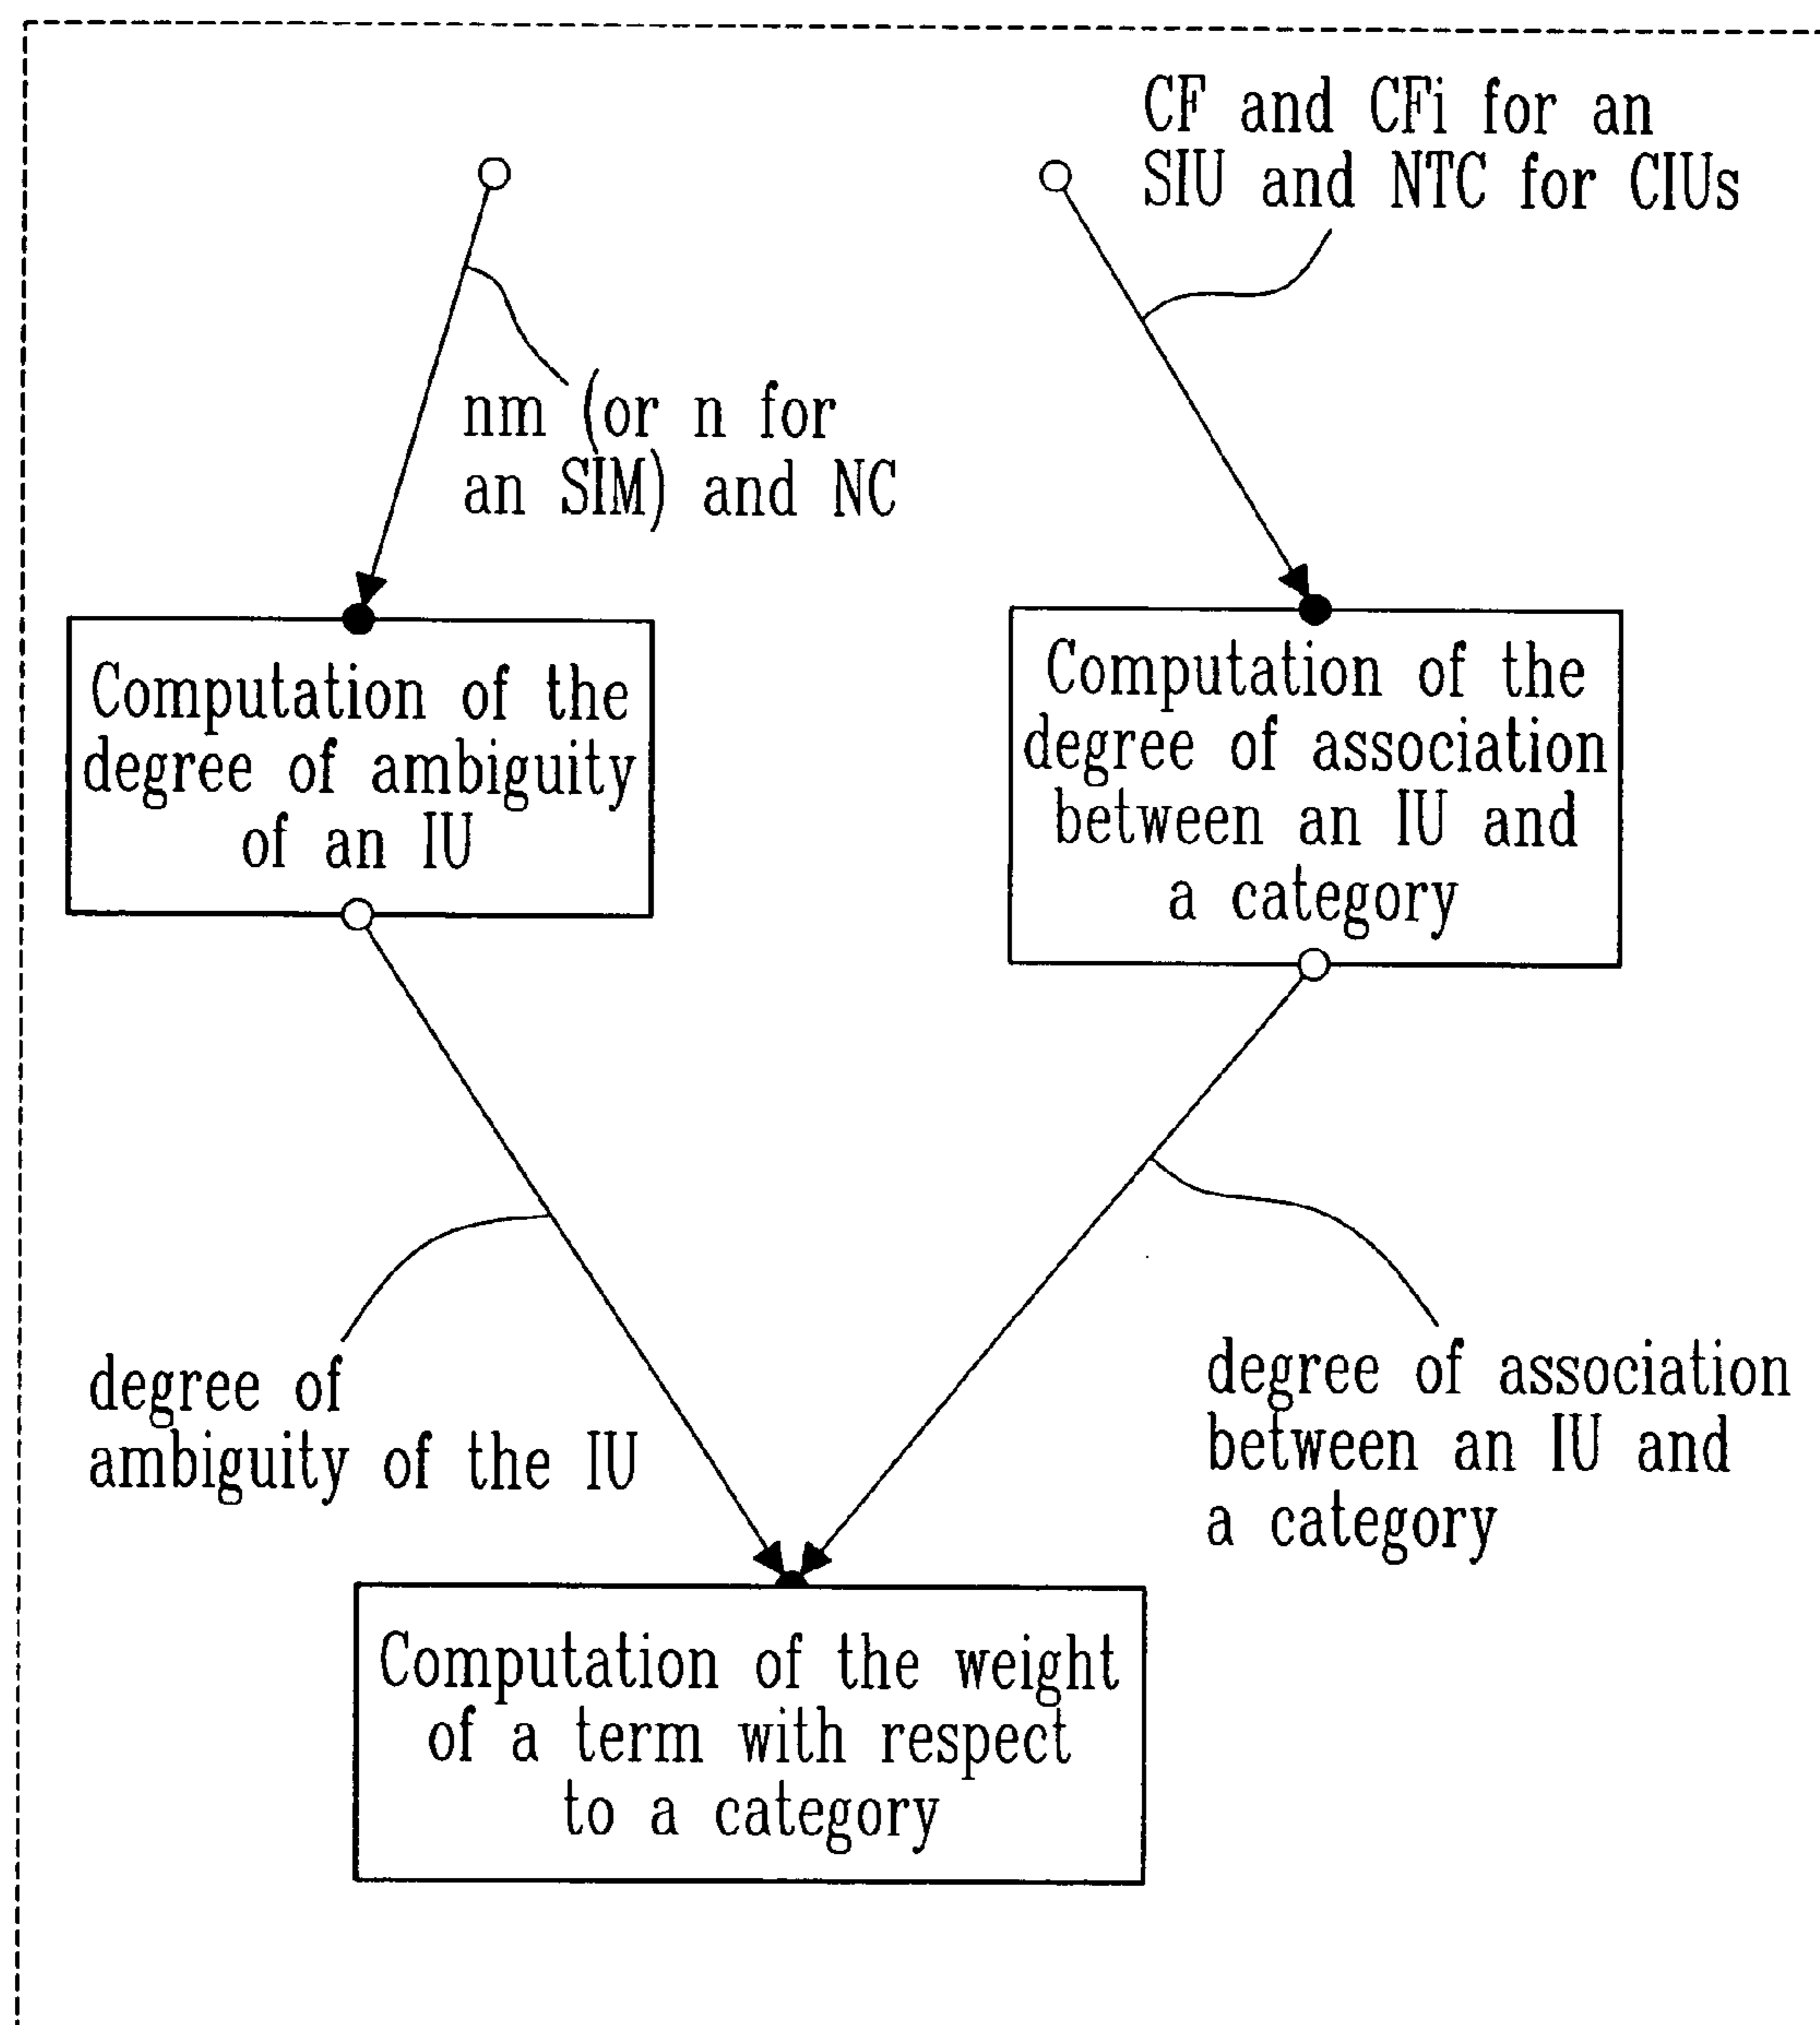 CF and CFi for an
SIU and NTC for CIUs
nm (or n for
an SIM) and NC
Computation of the
degree of ambiguity
of an IU
Computation of the
degree of association
between an IU and
a category
degree of
ambiguity of the IU
degree of association
between an IU and
a category
Computation of the weight
of a term with respect
to a category